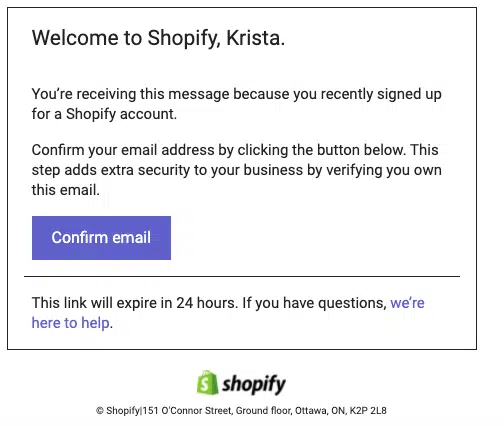 Welcome to Shopify, Krista.
You’re receiving this message because you recently signed up
for a Shopify account.
Confirm your email address by clicking the button below. This
step adds extra security to your business by verifying you own
this email.
Confirm email
This link will expire in 24 hours. If you have questions, we’re
here to help.
shopify
© Shopify|151 O'Connor Street, Ground floor, Ottawa, ON, K2P 2L8